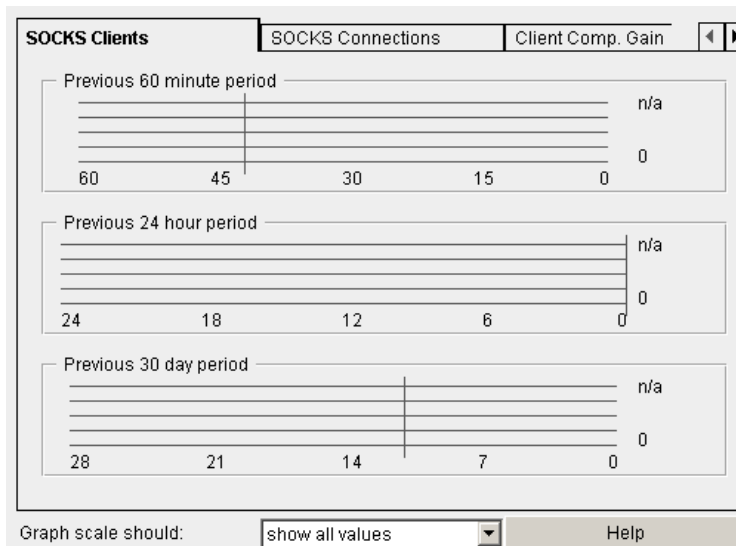 SOCKS Clients SOCKS Connections Client Comp. Gain
Previous 60 minute period
n/a
0
60 45 30 15 0
Previous 24 hour period
n/a
0
24 18 12 6 0
Previous 30 day period
n/a
0
28 21 14 7 0
Graph scale should: show all values Help